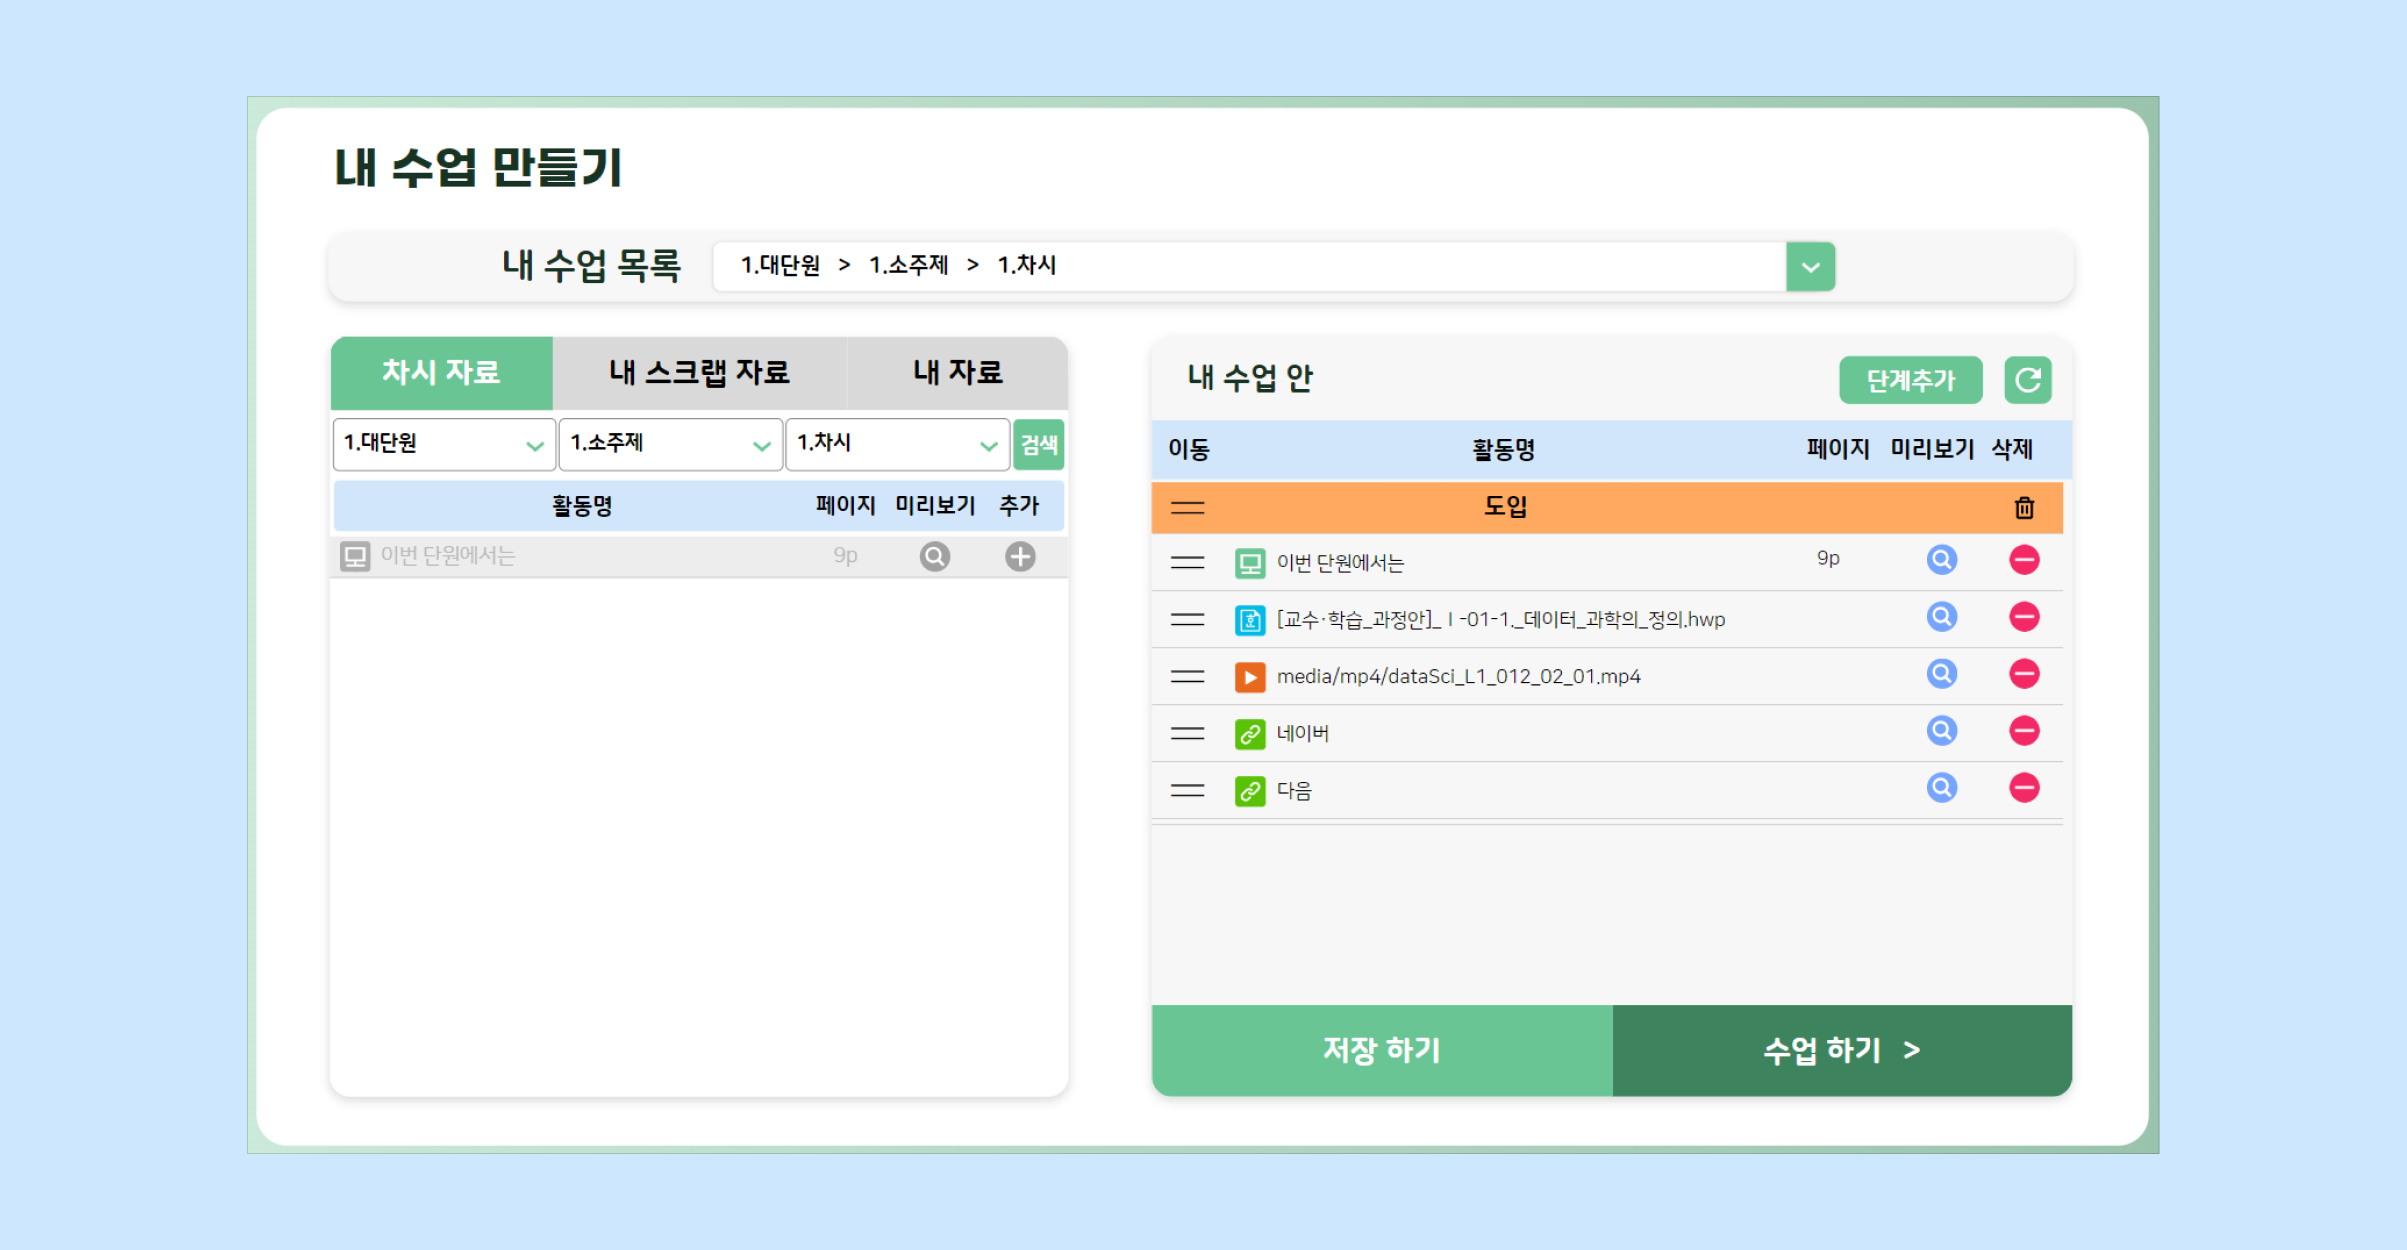 내 수업 만들기
내 수업 목록 1.대단원 > 1.소주제 > 1.차시
차시 자료 내 스크랩 자료 내 자료
1.대단원 1.소주제 1.차시 검색
활동명 페이지 미리보기 추가
이번 단원에서는 9p
내 수업 안 단계추가
이동 활동명 페이지 미리보기 삭제
도입
이번 단원에서는 9p
[교수·학습_과정안]_Ⅰ-01-1._데이터_과학의_정의.hwp
media/mp4/dataSci_L1_012_02_01.mp4
네이버
다음
저장 하기 수업 하기 >